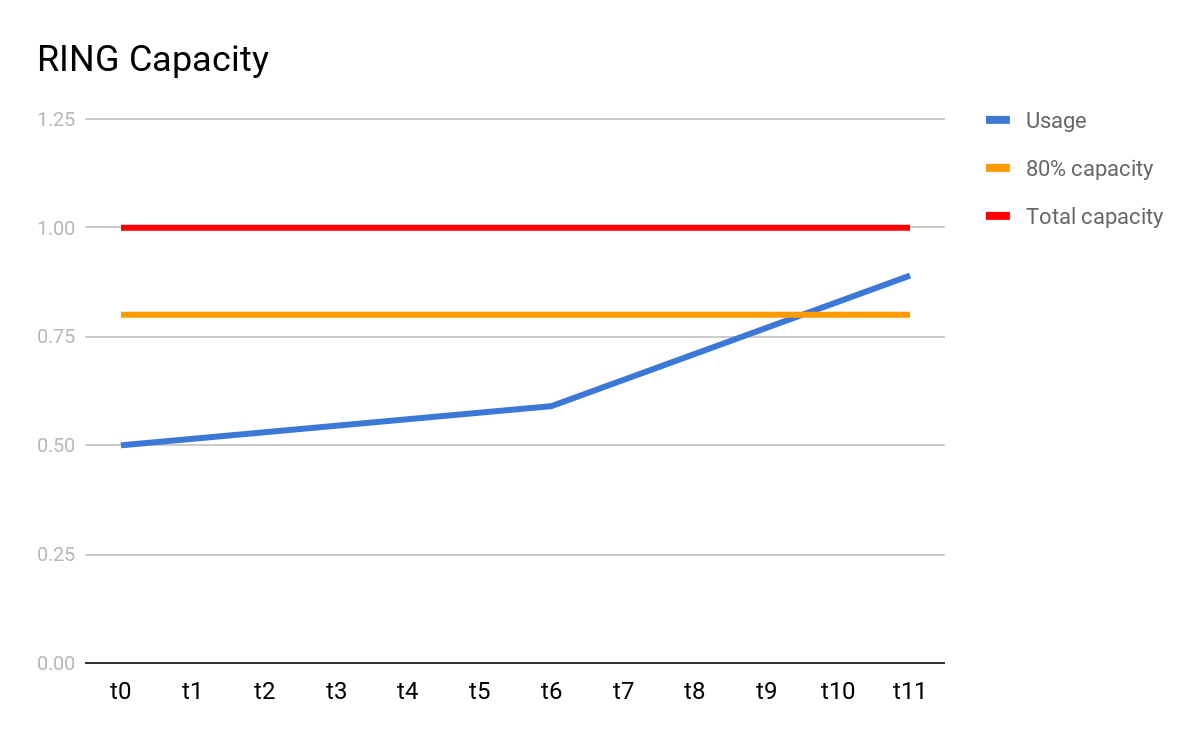 RING Capacity
1.25
1.00
0.75
0.50
0.25
0.00
t0 t1 t2 t3 t4 t5 t6 t7 t8 t9 t10 t11
Usage
80% capacity
Total capacity